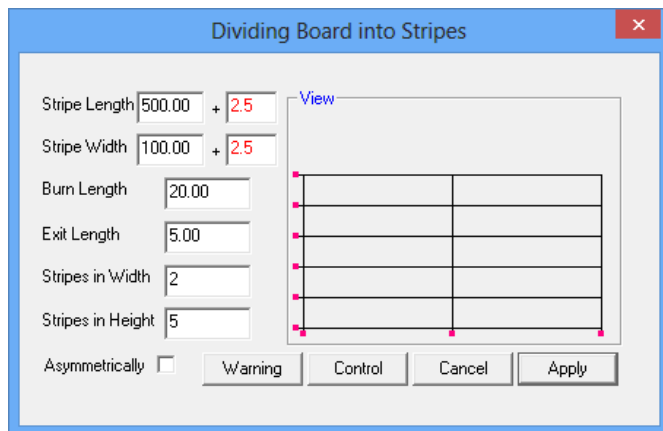 Dividing Board into Stripes
Stripe Length 500.00 + 2.5
Stripe Width 100.00 + 2.5
Burn Length 20.00
Exit Length 5.00
Stripes in Width 2
Stripes in Height 5
View
Asymmetrically Warning Control Cancel Apply